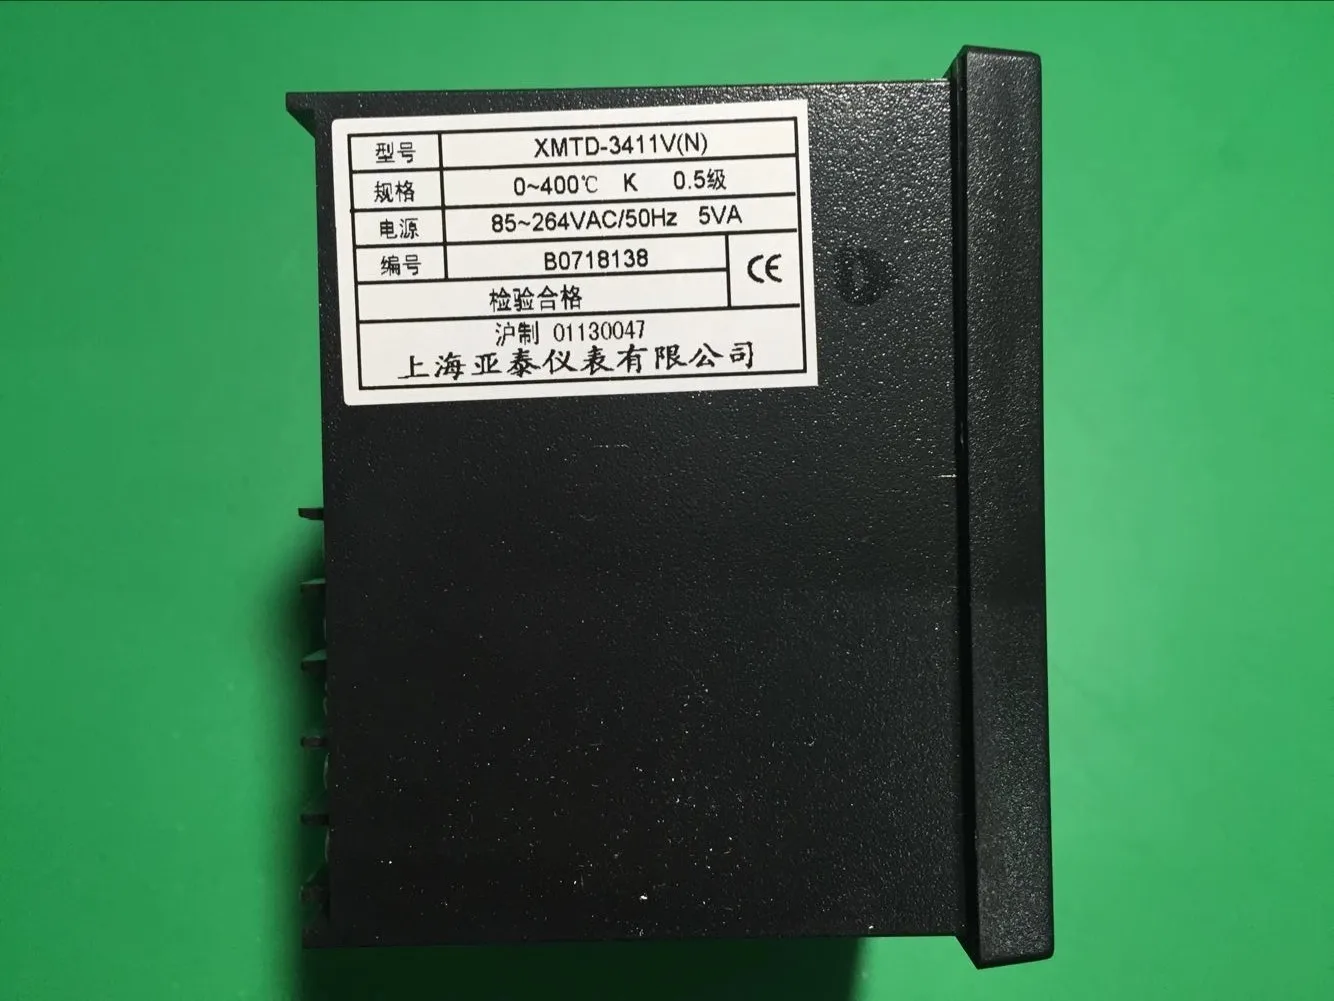 型号 XMTD-3411V(N)
规格 0~400℃ K 0.5级
电源 85~264VAC/50Hz 5VA
编号 B0718138
CE
检验合格
沪制 01130047
上海亚泰仪表有限公司